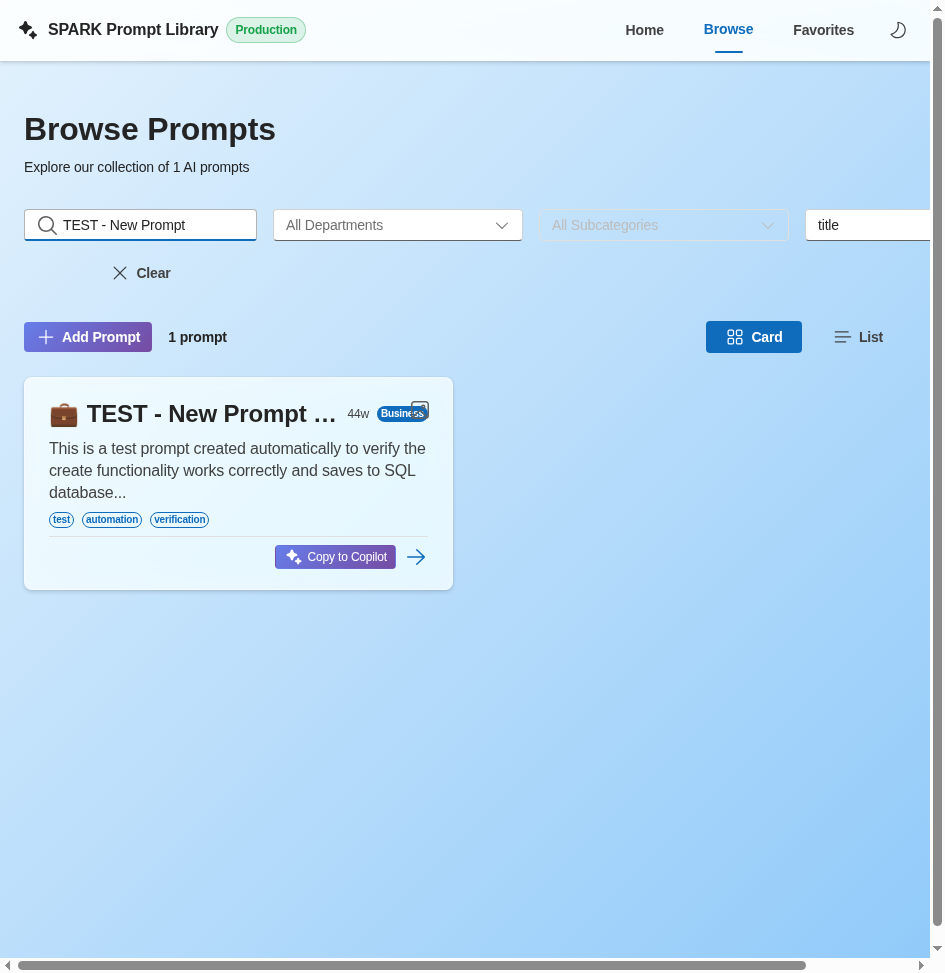 SPARK Prompt Library Production Home Browse Favorites
Browse Prompts
Explore our collection of 1 AI prompts
TEST - New Prompt All Departments All Subcategories title
Clear
Add Prompt 1 prompt Card List
TEST - New Prompt ... 44w Business
This is a test prompt created automatically to verify the
create functionality works correctly and saves to SQL
database...
test automation verification
Copy to Copilot